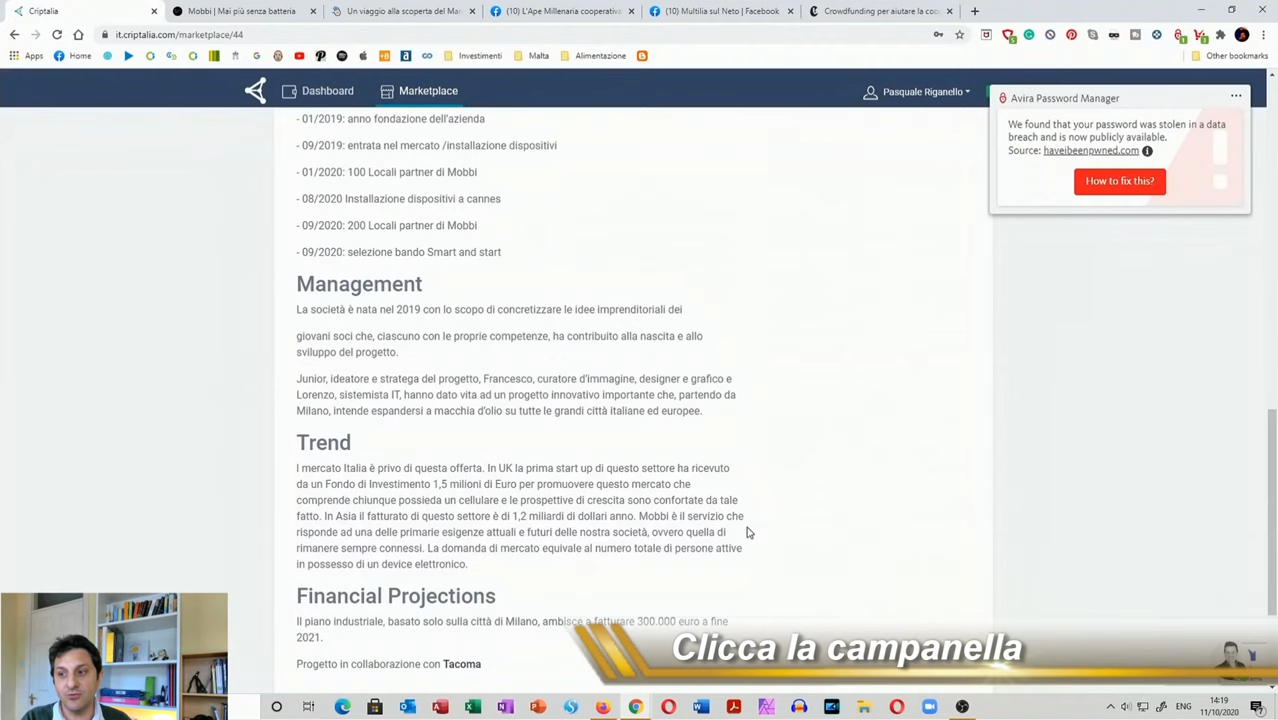 Criptalia
Mobbi | Mai più senza batteria
Un viaggio alla scoperta del Mar
(10) L'Ape Millenaria cooperativa
(10) Multilia sul Neto | Facebook
Crowdfunding per aiutare la coo
it.criptalia.com/marketplace/44
Apps
Home
Investimenti
Malta
Alimentazione
Other bookmarks
Dashboard
Marketplace
Pasquale Riganello
Avira Password Manager
We found that your password was stolen in a data
breach and is now publicly available.
Source: haveibeenpwned.com
How to fix this?
- 01/2019: anno fondazione dell'azienda
- 09/2019: entrata nel mercato /installazione dispositivi
- 01/2020: 100 Locali partner di Mobbi
- 08/2020 Installazione dispositivi a cannes
- 09/2020: 200 Locali partner di Mobbi
- 09/2020: selezione bando Smart and start
Management
La società è nata nel 2019 con lo scopo di concretizzare le idee imprenditoriali dei
giovani soci che, ciascuno con le proprie competenze, ha contribuito alla nascita e allo
sviluppo del progetto.
Junior, ideatore e stratega del progetto, Francesco, curatore d'immagine, designer e grafico e
Lorenzo, sistemista IT, hanno dato vita ad un progetto innovativo importante che, partendo da
Milano, intende espandersi a macchia d'olio su tutte le grandi città italiane ed europee.
Trend
l mercato Italia è privo di questa offerta. In UK la prima start up di questo settore ha ricevuto
da un Fondo di Investimento 1,5 milioni di Euro per promuovere questo mercato che
comprende chiunque possieda un cellulare e le prospettive di crescita sono confortate da tale
fatto. In Asia il fatturato di questo settore è di 1,2 miliardi di dollari anno. Mobbi è il servizio che
risponde ad una delle primarie esigenze attuali e futuri delle nostra società, ovvero quella di
rimanere sempre connessi. La domanda di mercato equivale al numero totale di persone attive
in possesso di un device elettronico.
Financial Projections
Il piano industriale, basato solo sulla città di Milano, ambisce a fatturare 300.000 euro a fine
2021.
Progetto in collaborazione con Tacoma
Clicca la campanella
ENG
14:19
11/10/2020